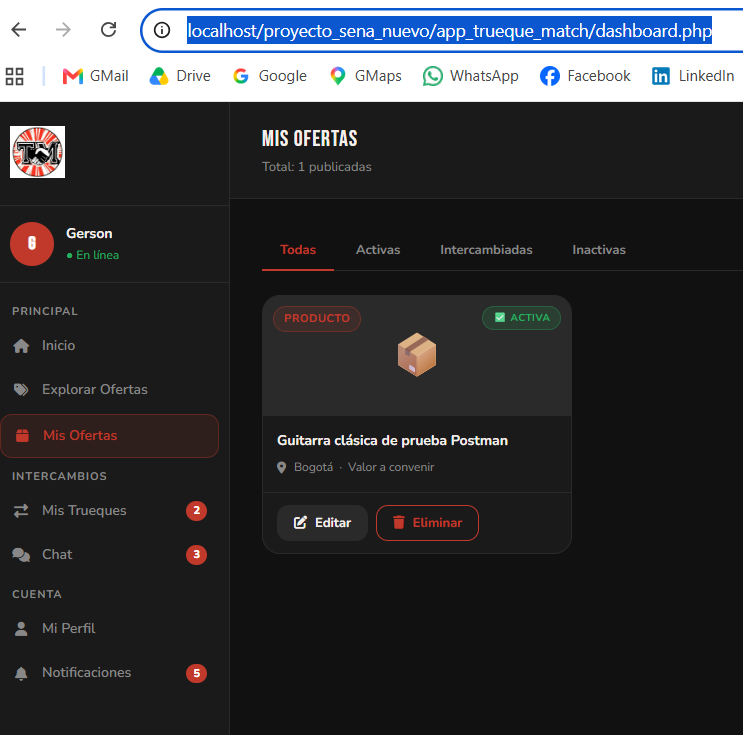 localhost/proyecto_sena_nuevo/app_trueque_match/dashboard.php
GMail Drive Google GMaps WhatsApp Facebook LinkedIn
TM
MIS OFERTAS
Total: 1 publicadas
G
Gerson
● En línea
Todas Activas Intercambiadas Inactivas
PRINCIPAL
Inicio
Explorar Ofertas
Mis Ofertas
INTERCAMBIOS
Mis Trueques 2
Chat 3
CUENTA
Mi Perfil
Notificaciones 5
PRODUCTO
✅ ACTIVA
Guitarra clásica de prueba Postman
Bogotá · Valor a convenir
Editar Eliminar